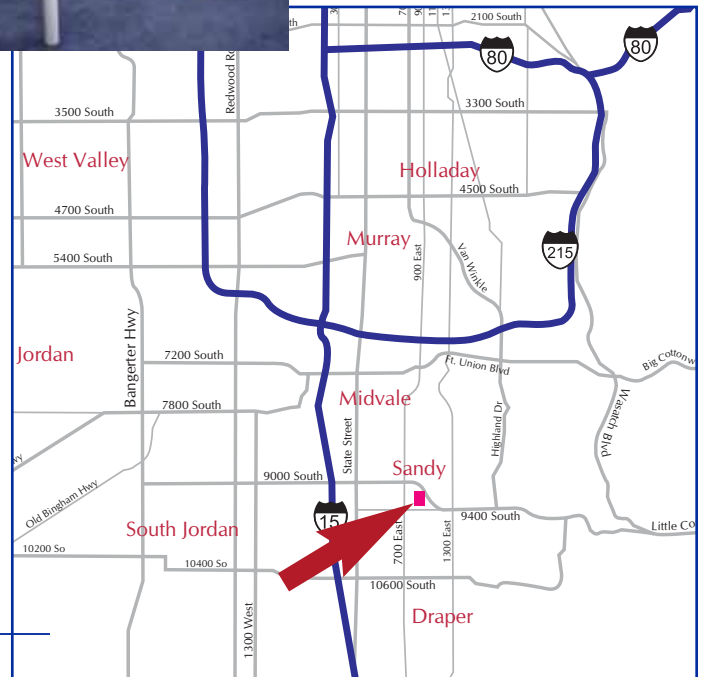 2100 South
80
80
Redwood
3500 South
3300 South
West Valley
Holladay
4500 South
4700 South
Murray
900 East
Van Winkle
215
5400 South
Bangerter Hwy
Jordan
7200 South
Ft. Union Blvd
Big Cottonw
Wasatch Blvd
Midvale
7800 South
Highland Dr
State Street
Sandy
9000 South
Old Bingham Hwy
15
9400 South
Little Co
South Jordan
700 East
1300 East
10200 So
10400 So
10600 South
1300 West
Draper